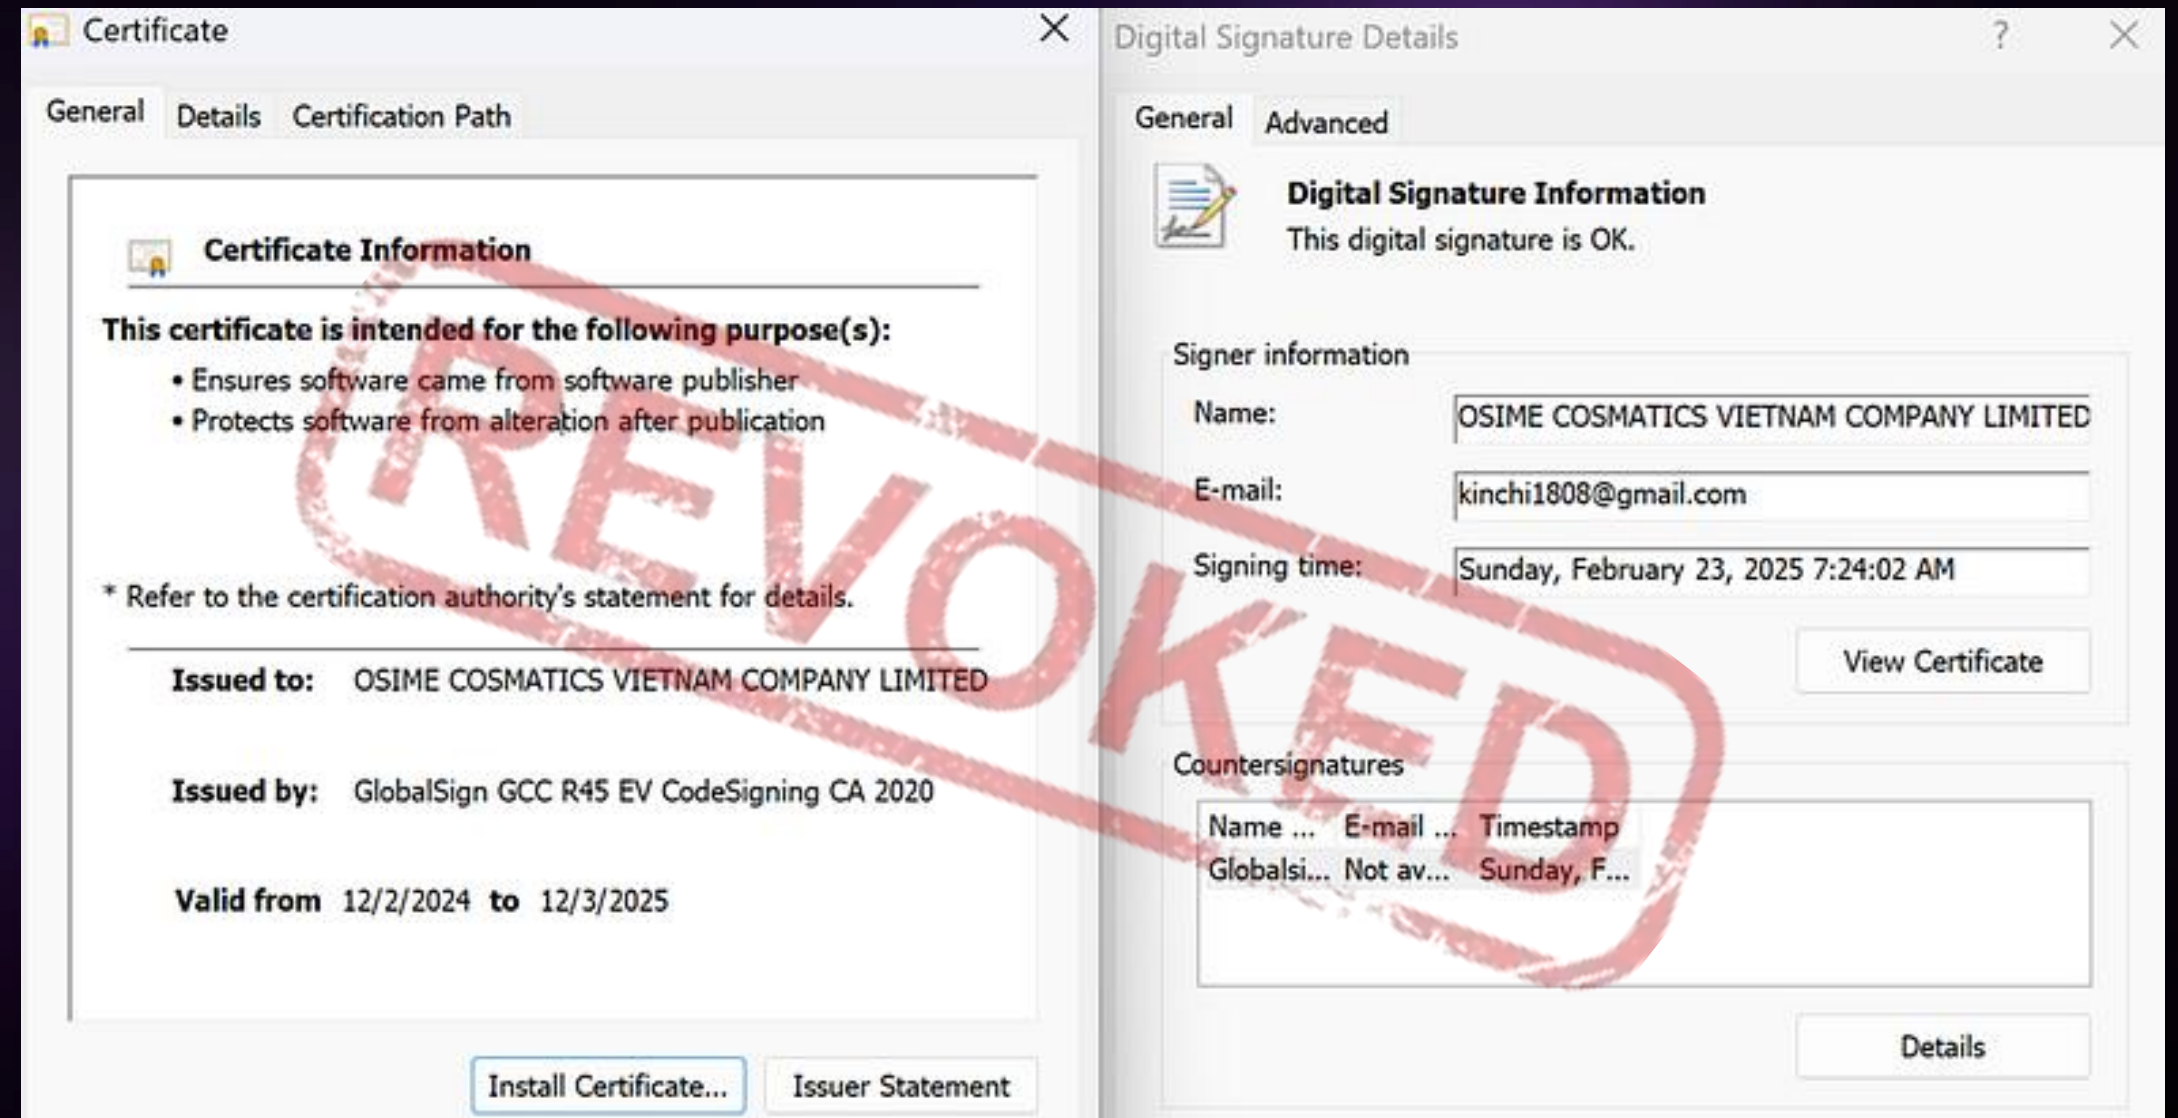 Certificate
General Details Certification Path
Certificate Information
This certificate is intended for the following purpose(s):
• Ensures software came from software publisher
• Protects software from alteration after publication
* Refer to the certification authority's statement for details.
Issued to: OSIME COSMATICS VIETNAM COMPANY LIMITED
Issued by: GlobalSign GCC R45 EV CodeSigning CA 2020
Valid from 12/2/2024 to 12/3/2025
Install Certificate... Issuer Statement
Digital Signature Details ?
General Advanced
Digital Signature Information
This digital signature is OK.
Signer information
Name: OSIME COSMATICS VIETNAM COMPANY LIMITED
E-mail: kinchi1808@gmail.com
Signing time: Sunday, February 23, 2025 7:24:02 AM
View Certificate
Countersignatures
Name ... E-mail ... Timestamp
Globalsi... Not av... Sunday, F...
Details
REVOKED